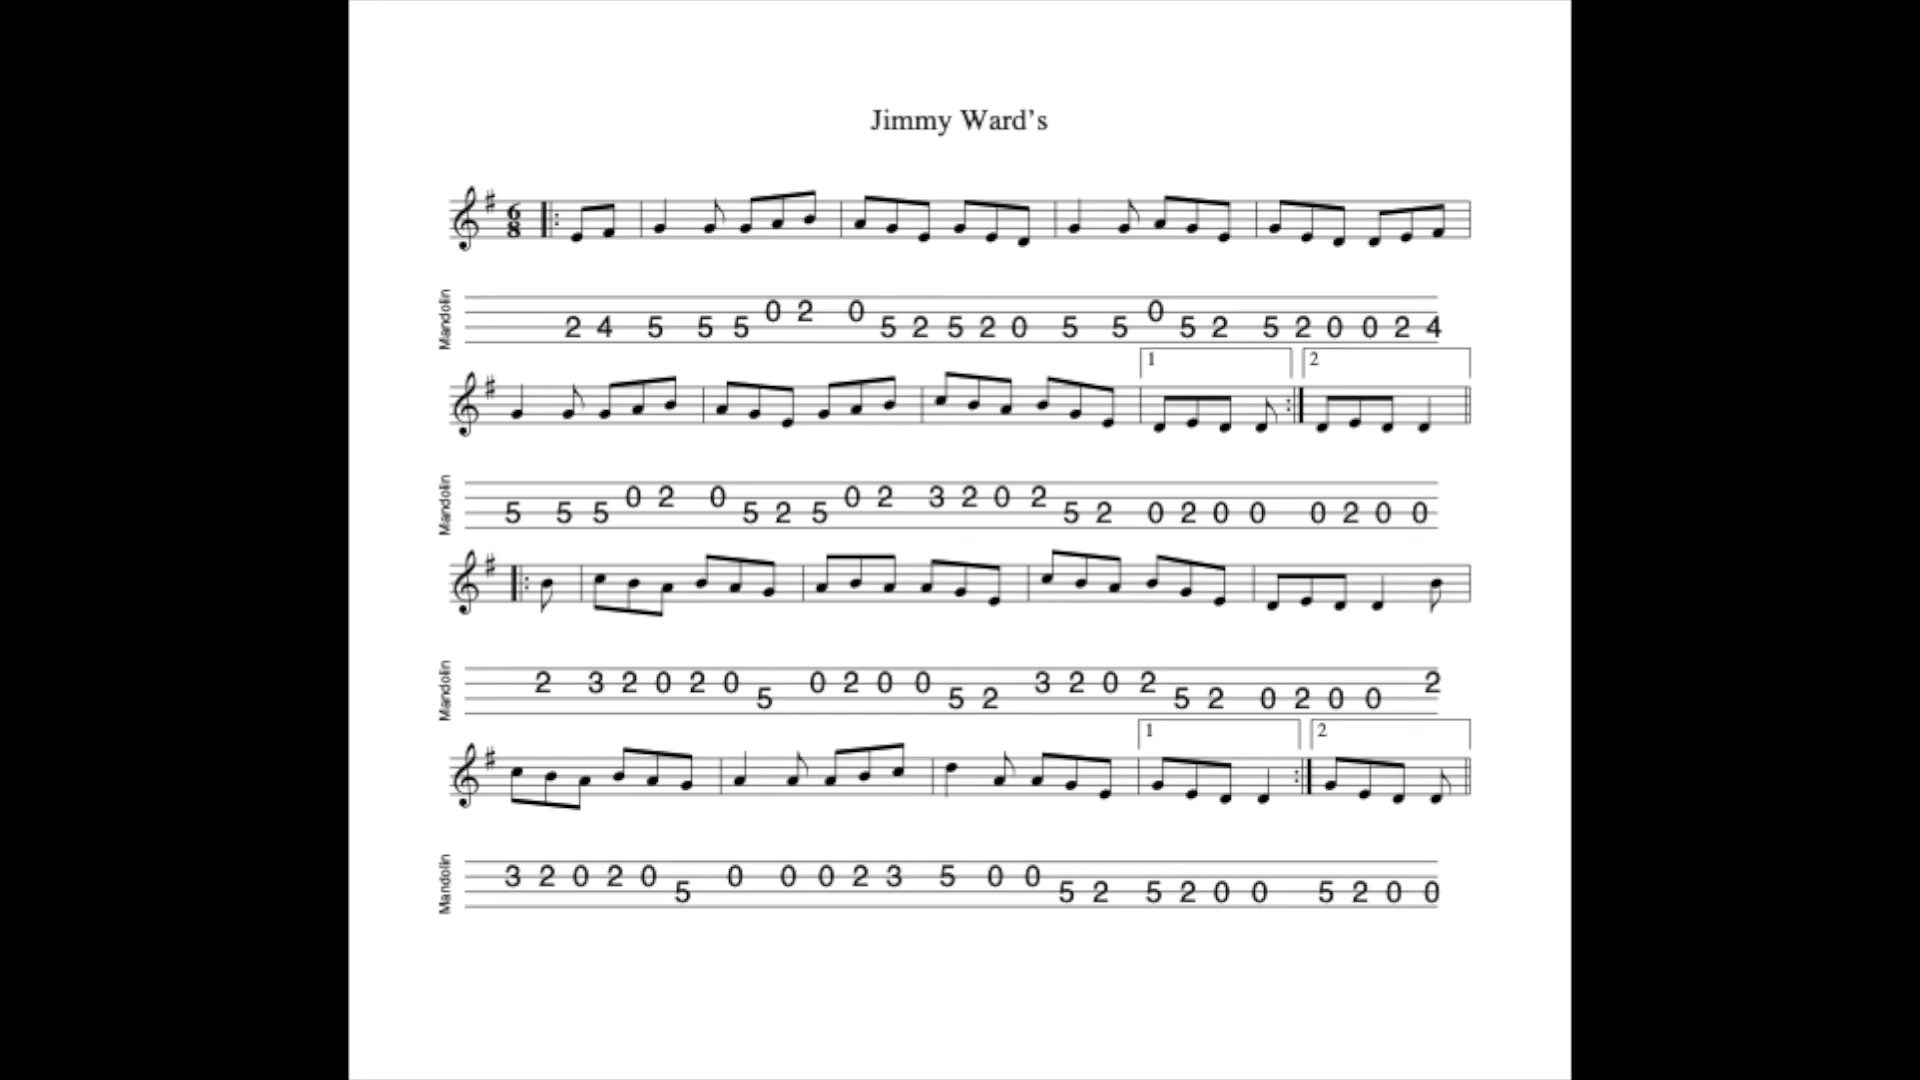 Jimmy Ward's
6
8
Mandolin
2 4 5 5 5 0 2 0 5 2 5 2 0 5 5 0 5 2 5 2 0 0 2 4
1 2
Mandolin
5 5 5 0 2 0 5 2 5 0 2 3 2 0 2 5 2 0 2 0 0 0 2 0 0
Mandolin
2 3 2 0 2 0 5 0 2 0 0 5 2 3 2 0 2 5 2 0 2 0 0 2
1 2
Mandolin
3 2 0 2 0 5 0 0 0 2 3 5 0 0 5 2 5 2 0 0 5 2 0 0